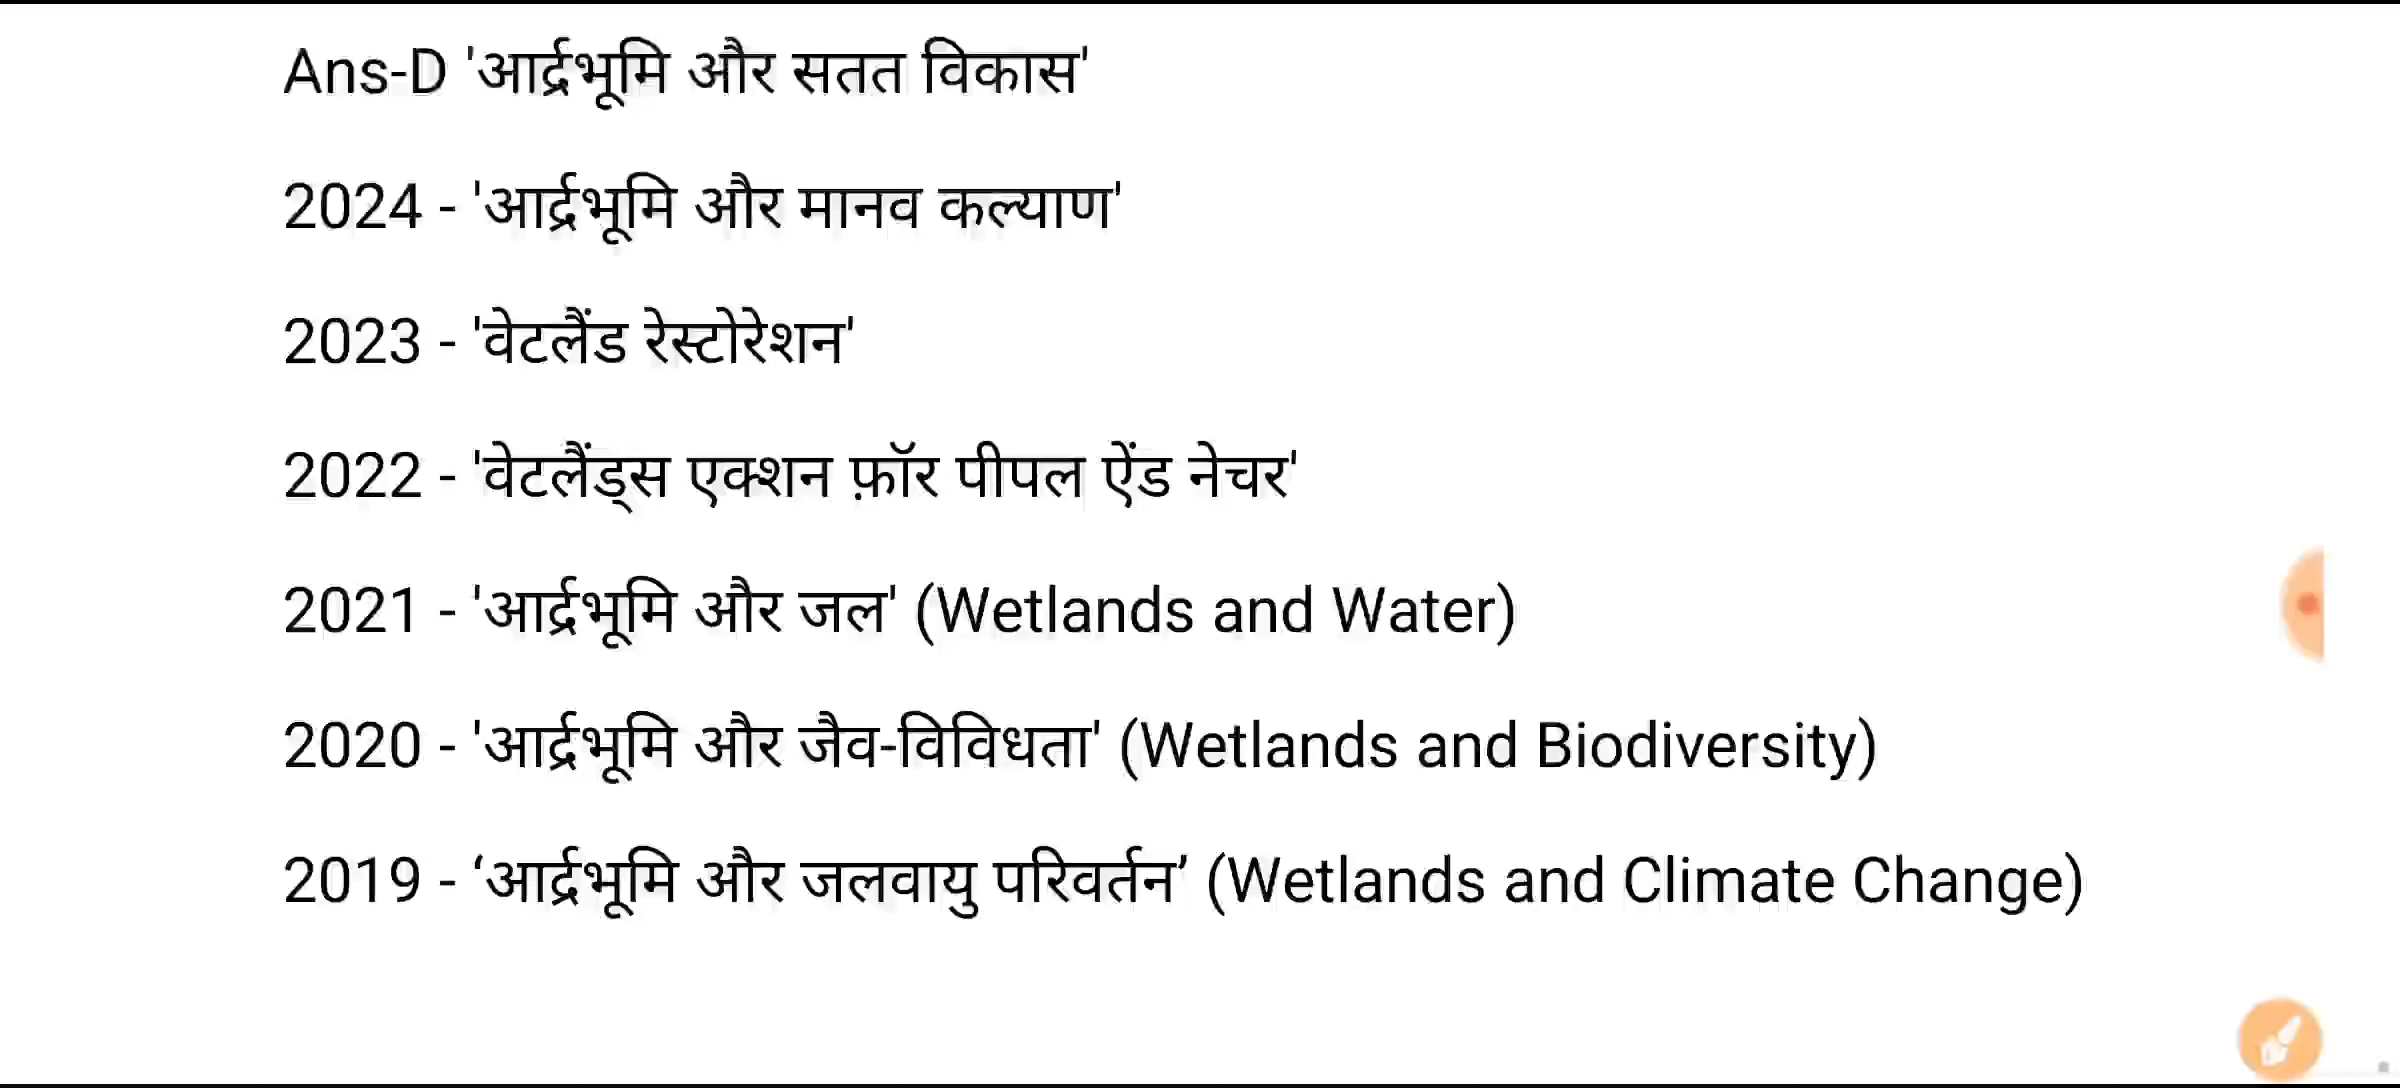 Ans-D 'आर्द्रभूमि और सतत विकास'
2024 - 'आर्द्रभूमि और मानव कल्याण'
2023 - 'वेटलैंड रेस्टोरेशन'
2022 - 'वेटलैंड्स एक्शन फ़ॉर पीपल ऐंड नेचर'
2021 - 'आर्द्रभूमि और जल' (Wetlands and Water)
2020 - 'आर्द्रभूमि और जैव-विविधता' (Wetlands and Biodiversity)
2019 - ‘आर्द्रभूमि और जलवायु परिवर्तन’ (Wetlands and Climate Change)